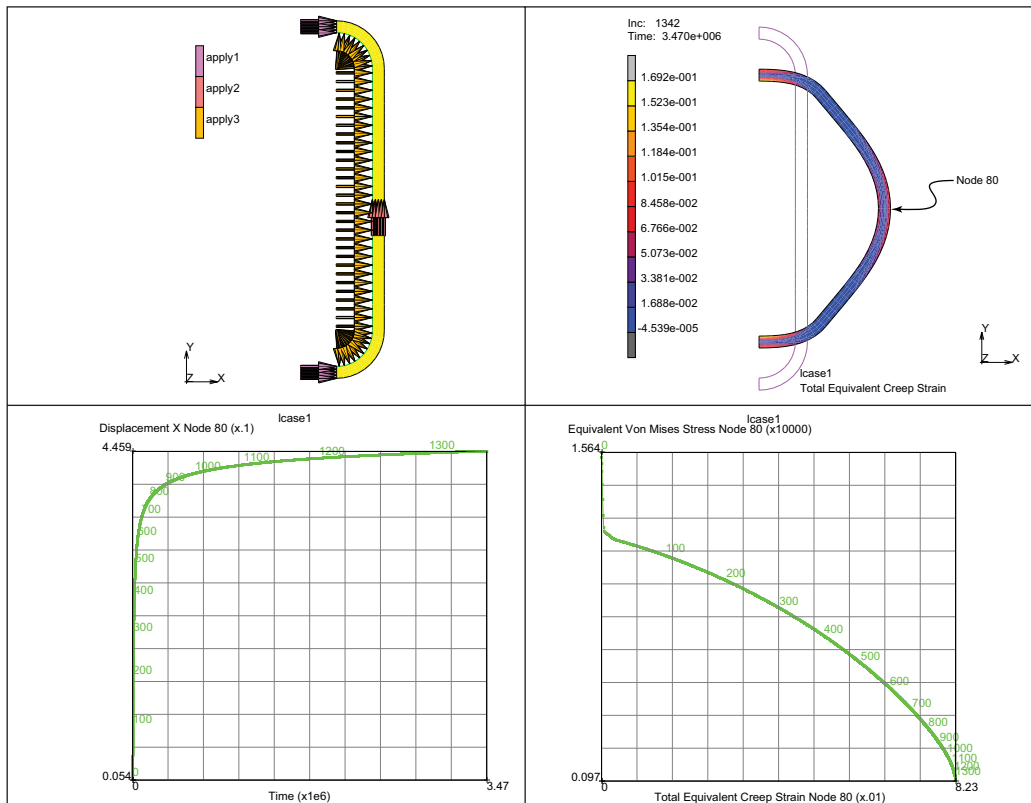 apply1
apply2
apply3
Y
Z
X
Inc: 1342
Time: 3.470e+006
1.692e-001
1.523e-001
1.354e-001
1.184e-001
1.015e-001
8.458e-002
6.766e-002
5.073e-002
3.381e-002
1.688e-002
-4.539e-005
Node 80
Y
Z
X
lcase1
Total Equivalent Creep Strain
lcase1
Displacement X Node 80 (x.1)
4.459
0
100
200
300
400
500
600
700
800
900
1000
1100
1200
1300
0.054
0
3.47
Time (x1e6)
lcase1
Equivalent Von Mises Stress Node 80 (x10000)
1.564
0
100
200
300
400
500
600
700
800
900
1000
1100
1200
1300
0.097
0
8.23
Total Equivalent Creep Strain Node 80 (x.01)